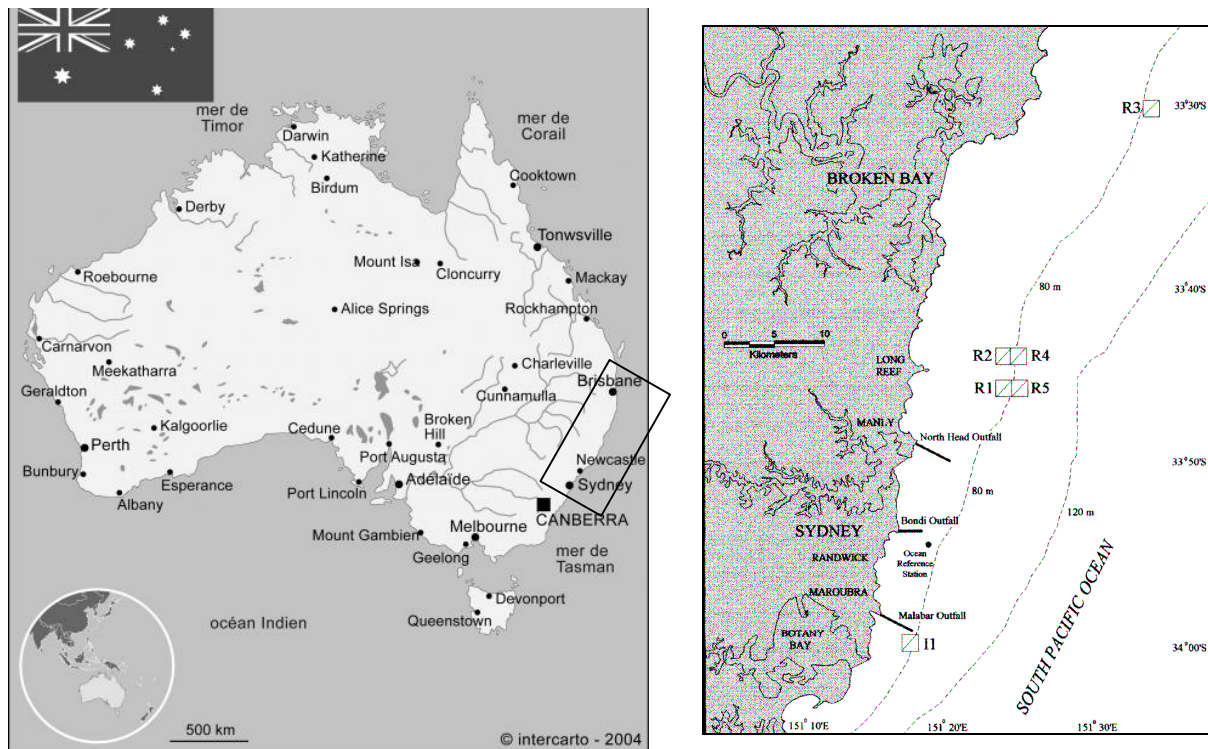 mer de
Timor
mer de
Corail
Darwin
Katherine
Birdum
Cooktown
Derby
Tonwsville
Mount Isa
Cloncurry
Roebourne
Mackay
Alice Springs
Rockhampton
Carnarvon
Meekatharra
Charleville
Geraldton
Cunnamulla
Brisbane
Kalgoorlie
Cedune
Broken
Hill
Perth
Port Augusta
Newcastle
Bunbury
Esperance
Port Lincoln
Adélaïde
Sydney
Albany
CANBERRA
Mount Gambien
Melbourne
Geelong
mer de
Tasman
Devonport
Queenstown
océan Indien
500 km
© intercarto - 2004
R3
33°30'S
BROKEN BAY
80 m
33°40'S
0 5 10
Kilometers
LONG
REEF
R2 R4
R1 R5
MANLY
North Head Outfall
33°50'S
80 m
120 m
SYDNEY
Bondi Outfall
RANDWICK
Ocean
Reference
Station
MAROUBRA
Malabar Outfall
BOTANY
BAY
I1
34°00'S
SOUTH PACIFIC OCEAN
151°10'E
151°20'E
151°30'E